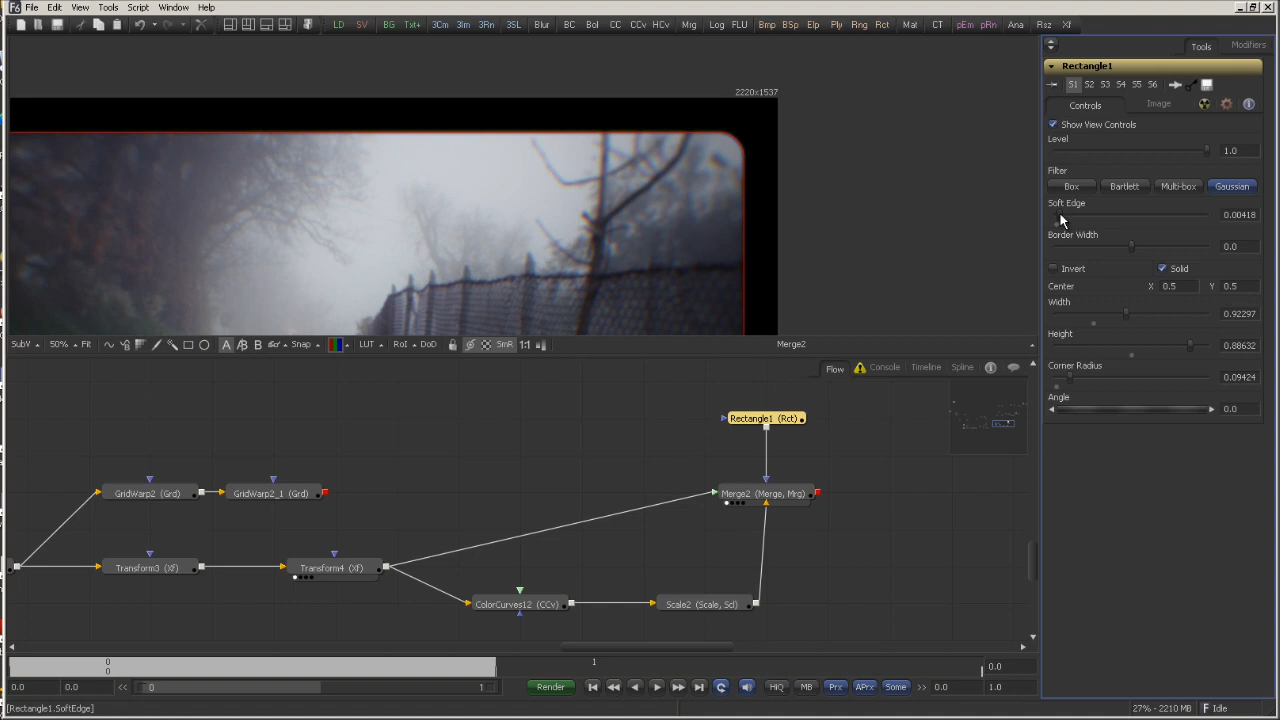 F6 File Edit View Tools Script Window Help
LD SV BG Txt+ 3Cm 3Im 3Rn 3SL Blur BC Bol CC CCv HCv Mrg Log FLU Bmp BSp Elp Ply Rng Rct Mat CT pEm pRn Ana Rsz Xf
2220x1537
SubV 50% Fit A B Snap LUT RoI DoD SmR 1:1 Merge2
Flow Console Timeline Spline
Rectangle1 (Rct)
GridWarp2 (Grd) GridWarp2_1 (Grd) Merge2 (Merge, Mrg)
Transform3 (Xf) Transform4 (Xf)
ColorCurves12 (CCv) Scale2 (Scale, Scl)
0 1
0 0.0
0.0 0.0 << 0 1 Render HiQ MB Prx APrx Some >> 0.0 1.0
[Rectangle1.SoftEdge] 27% - 2210 MB Idle
Tools Modifiers
Rectangle1
S1 S2 S3 S4 S5 S6
Controls Image
Show View Controls
Level
1.0
Filter
Box Bartlett Multi-box Gaussian
Soft Edge
0.00418
Border Width
0.0
Invert Solid
Center X 0.5 Y 0.5
Width
0.92297
Height
0.88632
Corner Radius
0.09424
Angle
0.0